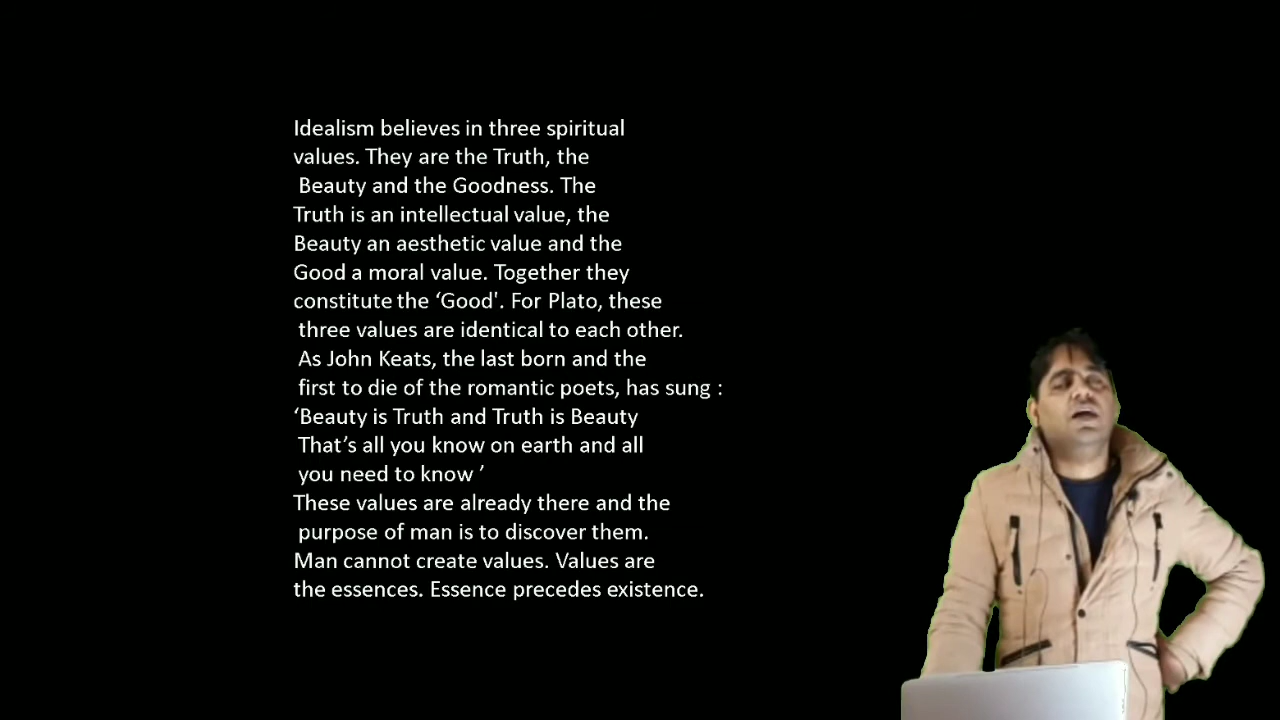 Idealism believes in three spiritual
values. They are the Truth, the
Beauty and the Goodness. The
Truth is an intellectual value, the
Beauty an aesthetic value and the
Good a moral value. Together they
constitute the ‘Good'. For Plato, these
three values are identical to each other.
As John Keats, the last born and the
first to die of the romantic poets, has sung :
‘Beauty is Truth and Truth is Beauty
That’s all you know on earth and all
you need to know ’
These values are already there and the
purpose of man is to discover them.
Man cannot create values. Values are
the essences. Essence precedes existence.